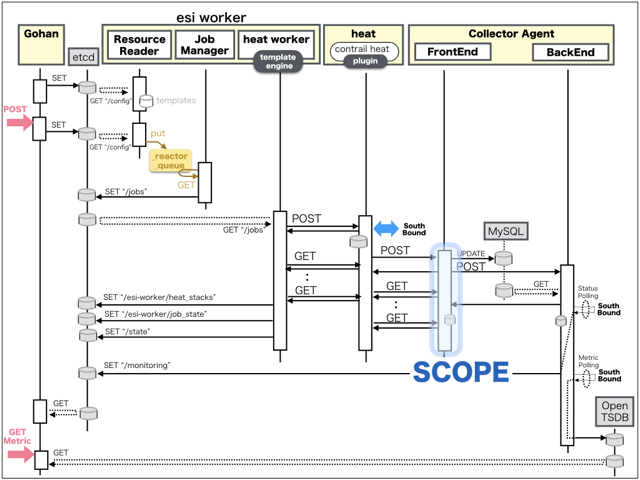 esi worker
Gohan
etcd
Resource
Reader
Job
Manager
heat worker
template
engine
heat
contrail heat
plugin
Collector Agent
FrontEnd
BackEnd
SET
GET "/config"
templates
POST
SET
GET "/config"
put
_reactor
_queue
GET
SET "/jobs"
GET "/jobs
POST
South
Bound
MySQL
POST
UPDATE
POST
GET
GET
:
GET
GET
:
GET
GET
Status
Polling
South
Bound
SET "/esi-worker/heat_stacks"
SET "/esi-worker/job_state"
SET "/state"
SET "/monitoring"
SCOPE
Metric
Polling
South
Bound
GET
Open
TSDB
GET
Metric
GET